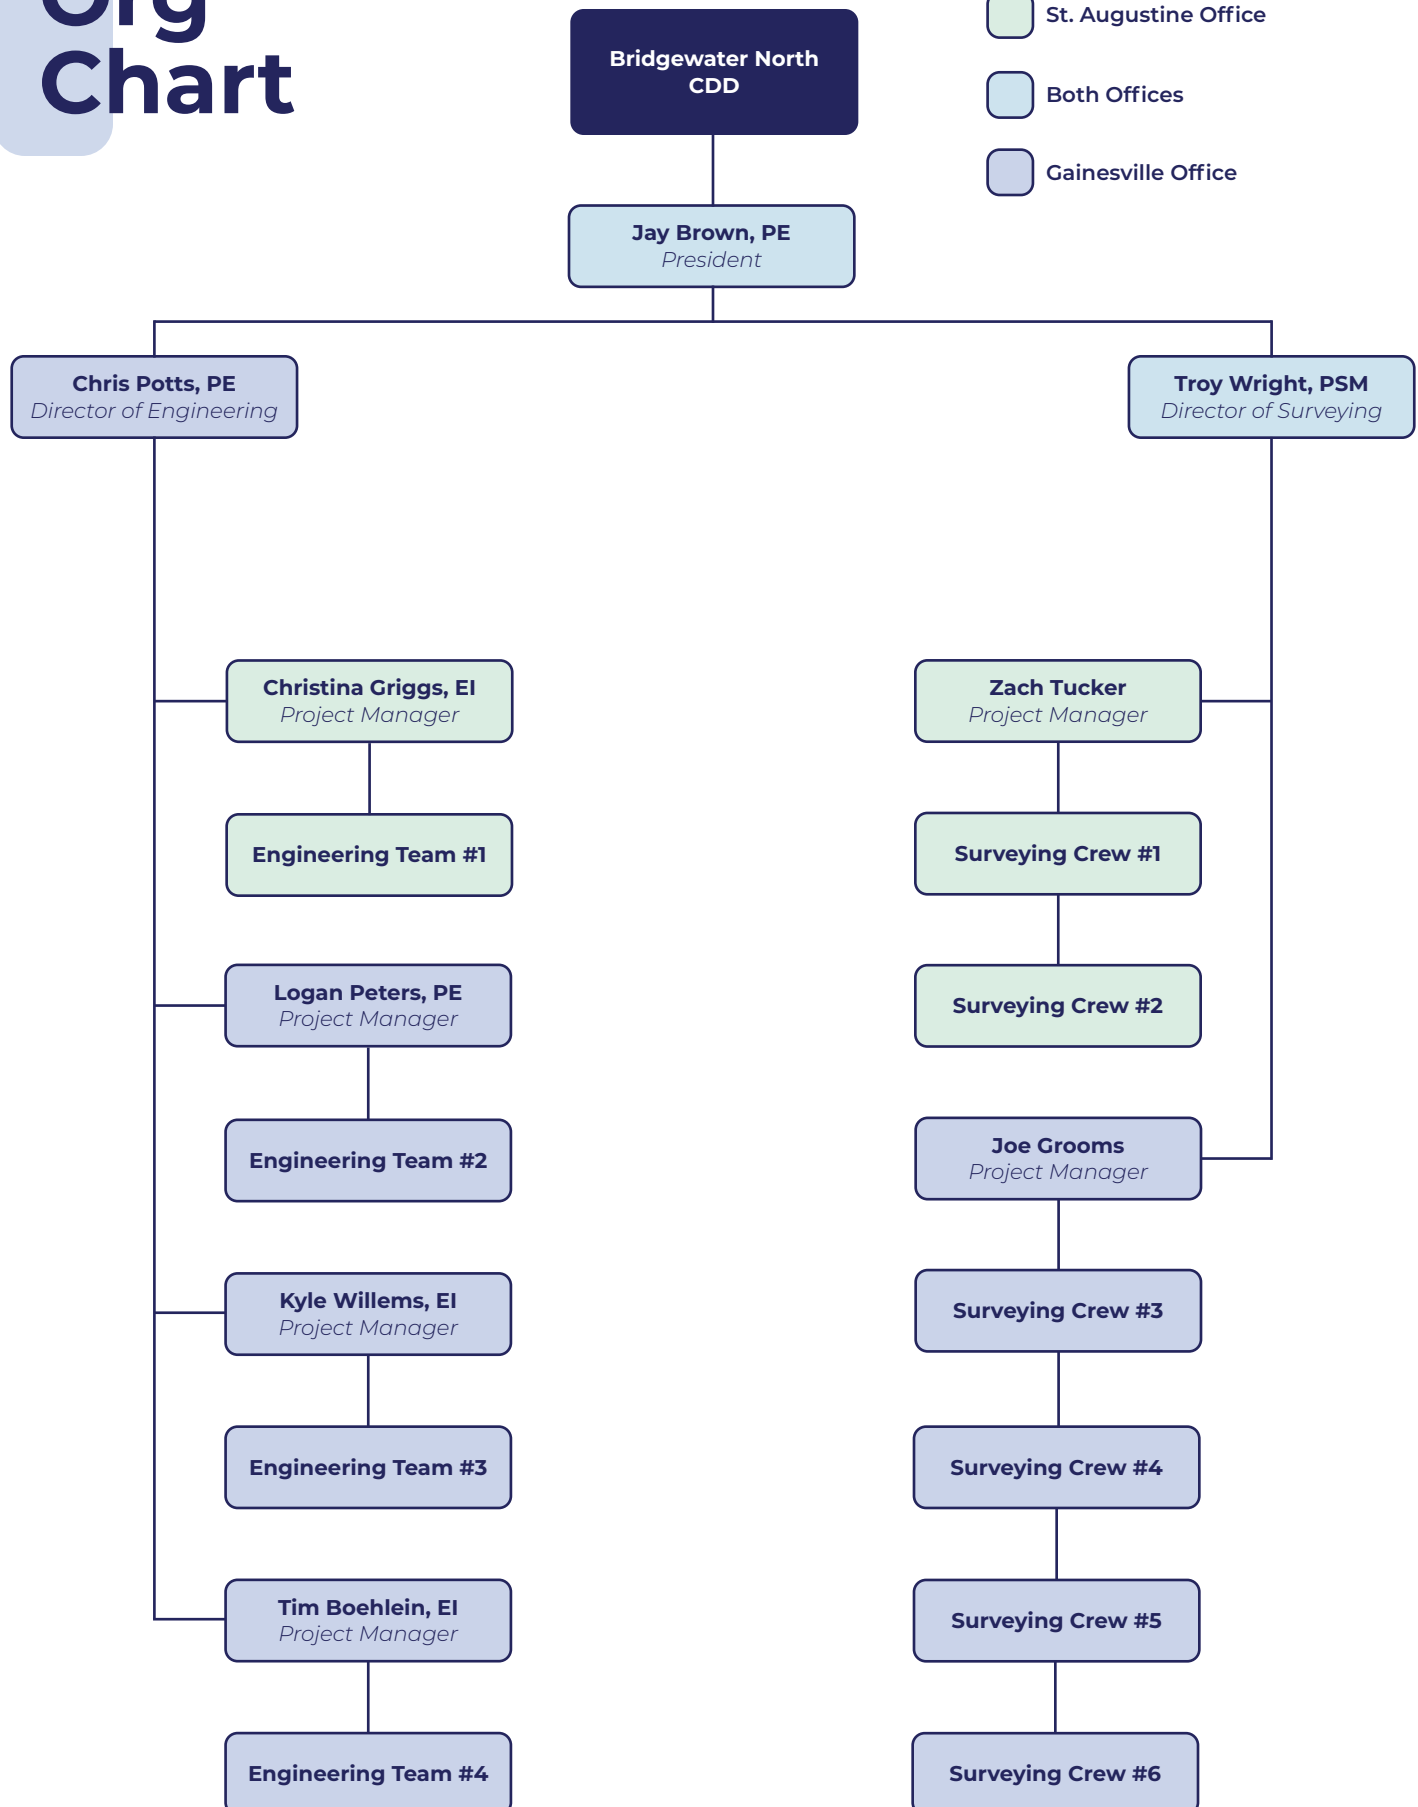 Org
Chart
St. Augustine Office
Both Offices
Gainesville Office
Bridgewater North
CDD
Jay Brown, PE
President
Chris Potts, PE
Director of Engineering
Troy Wright, PSM
Director of Surveying
Christina Griggs, EI
Project Manager
Engineering Team #1
Logan Peters, PE
Project Manager
Engineering Team #2
Kyle Willems, EI
Project Manager
Engineering Team #3
Tim Boehlein, EI
Project Manager
Engineering Team #4
Zach Tucker
Project Manager
Surveying Crew #1
Surveying Crew #2
Joe Grooms
Project Manager
Surveying Crew #3
Surveying Crew #4
Surveying Crew #5
Surveying Crew #6